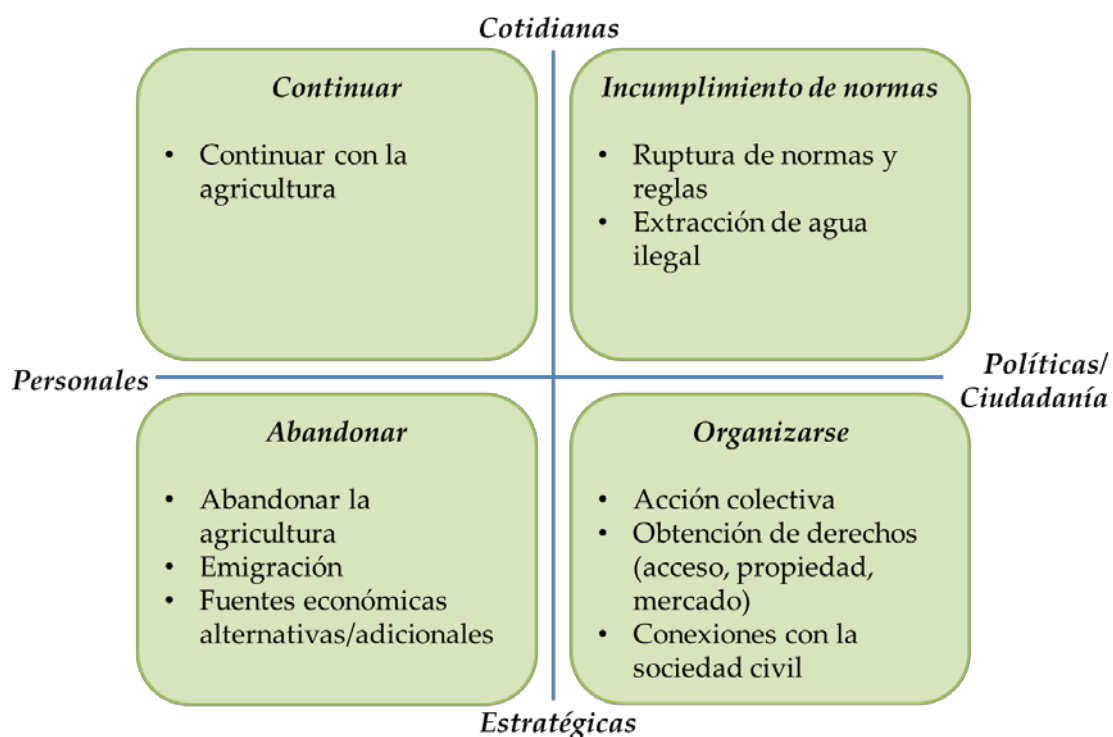 Cotidianas
Continuar
• Continuar con la
agricultura
Incumplimiento de normas
• Ruptura de normas y
reglas
• Extracción de agua
ilegal
Personales
Políticas/
Ciudadanía
Abandonar
• Abandonar la
agricultura
• Emigración
• Fuentes económicas
alternativas/adicionales
Organizarse
• Acción colectiva
• Obtención de derechos
(acceso, propiedad,
mercado)
• Conexiones con la
sociedad civil
Estratégicas